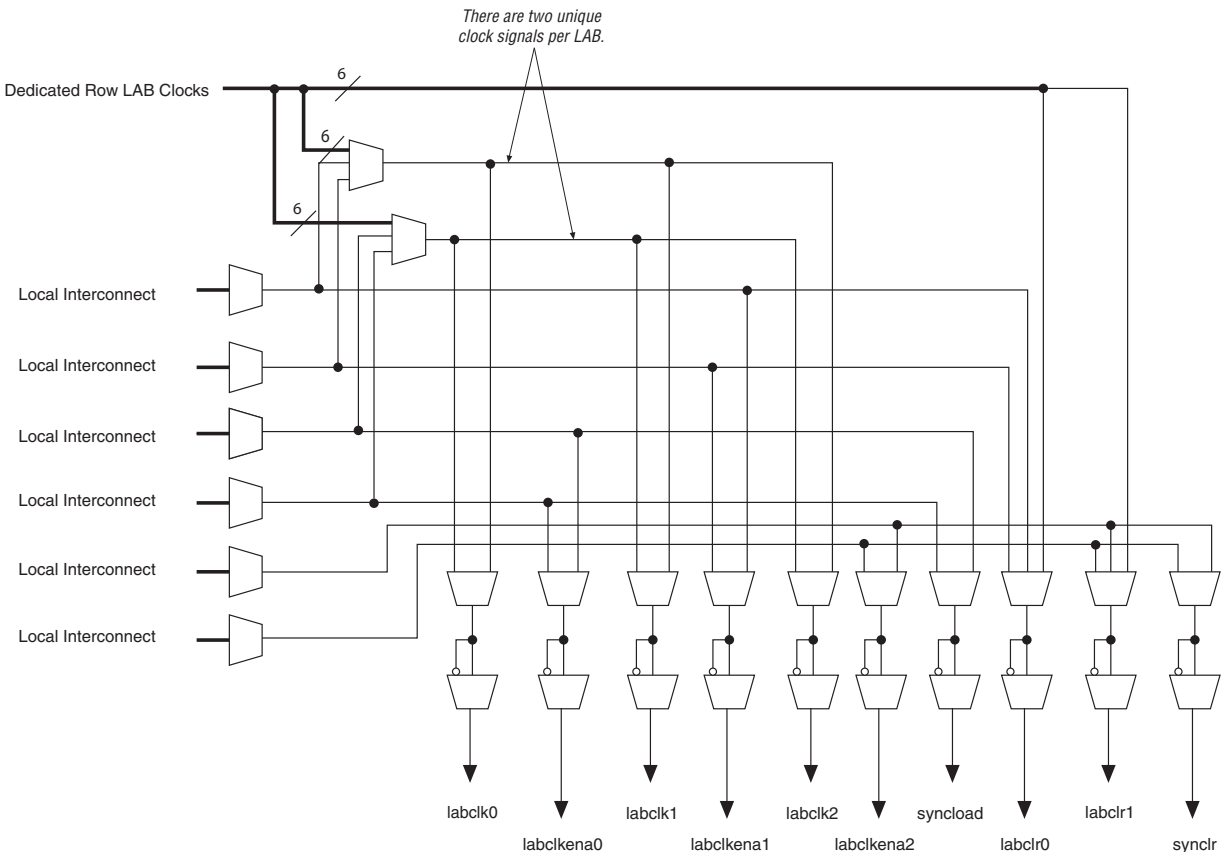 There are two unique
clock signals per LAB.
Dedicated Row LAB Clocks
6
6
6
Local Interconnect
Local Interconnect
Local Interconnect
Local Interconnect
Local Interconnect
Local Interconnect
labclk0
labclk1
labclk2
syncload
labclr1
labclkena0
labclkena1
labclkena2
labclr0
synclr